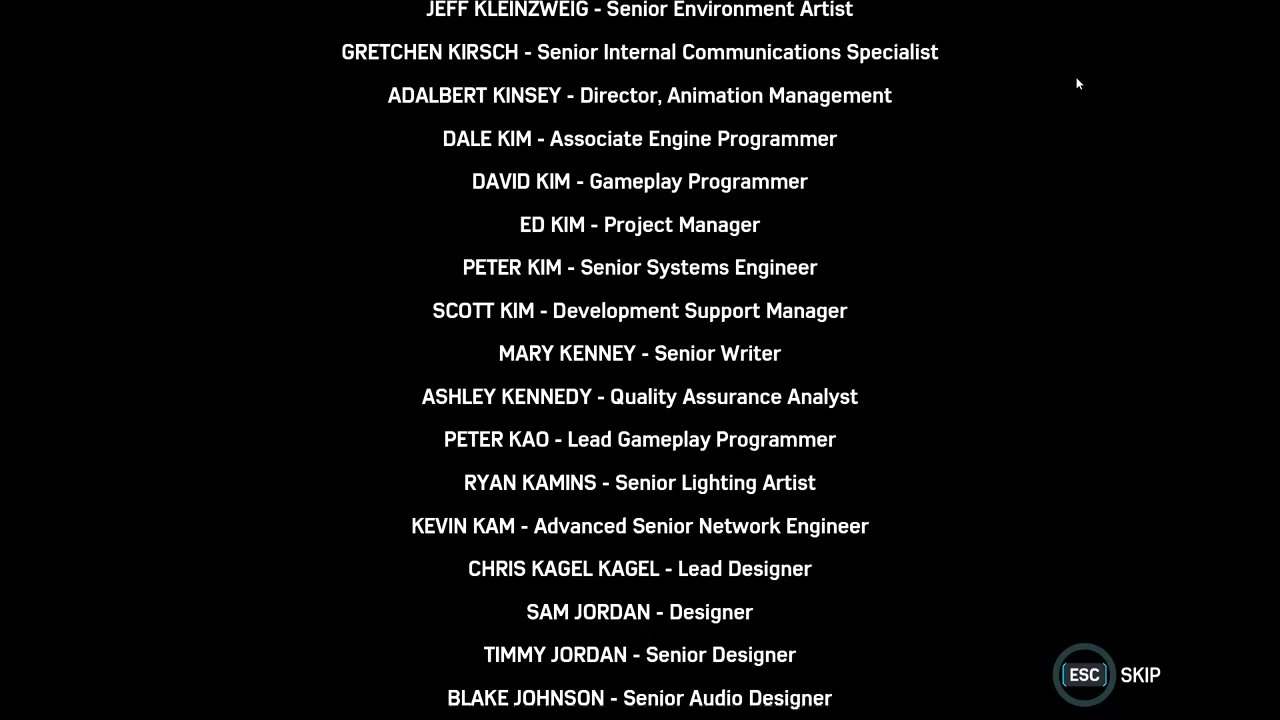 JEFF KLEINZWEIG - Senior Environment Artist
GRETCHEN KIRSCH - Senior Internal Communications Specialist
ADALBERT KINSEY - Director, Animation Management
DALE KIM - Associate Engine Programmer
DAVID KIM - Gameplay Programmer
ED KIM - Project Manager
PETER KIM - Senior Systems Engineer
SCOTT KIM - Development Support Manager
MARY KENNEY - Senior Writer
ASHLEY KENNEDY - Quality Assurance Analyst
PETER KAO - Lead Gameplay Programmer
RYAN KAMINS - Senior Lighting Artist
KEVIN KAM - Advanced Senior Network Engineer
CHRIS KAGEL KAGEL - Lead Designer
SAM JORDAN - Designer
TIMMY JORDAN - Senior Designer
ESC SKIP
BLAKE JOHNSON - Senior Audio Designer